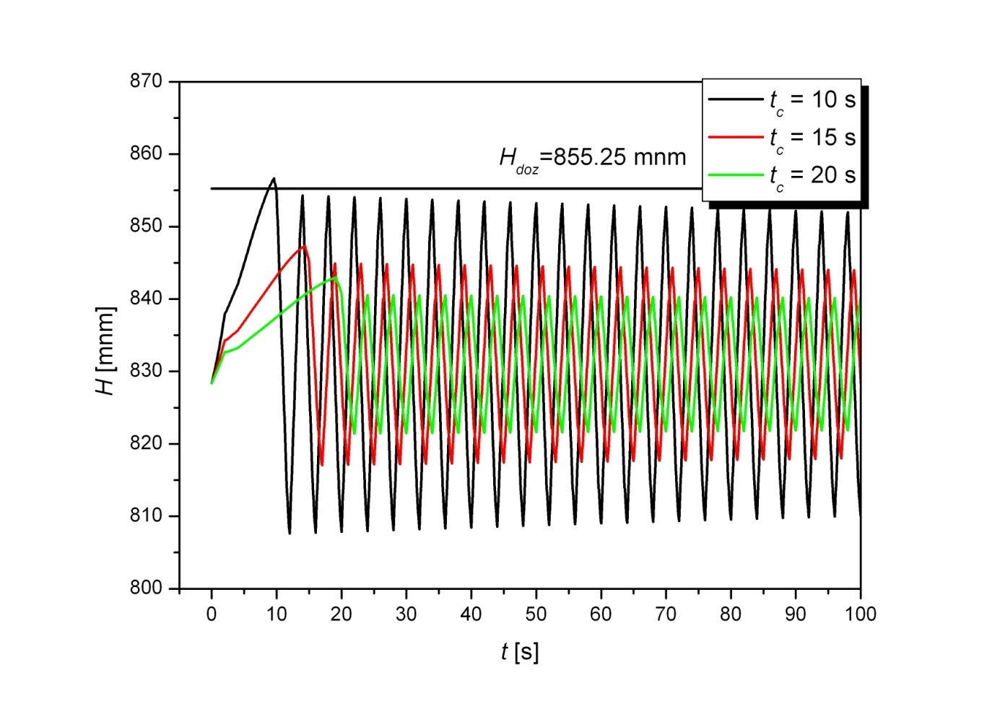 870
860
850
840
830
820
810
800
H [mnm]
H_doz=855.25 mnm
t_c = 10 s
t_c = 15 s
t_c = 20 s
0 10 20 30 40 50 60 70 80 90 100
t [s]